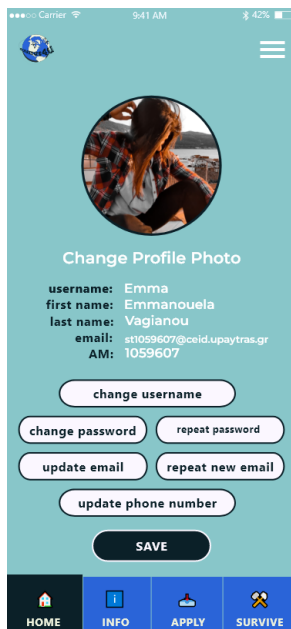 Carrier 9:41 AM 42%
Change Profile Photo
username: Emma
first name: Emmanouela
last name: Vagianou
email: st1059607@ceid.upaytras.gr
AM: 1059607
change username
change password repeat password
update email repeat new email
update phone number
SAVE
HOME INFO APPLY SURVIVE